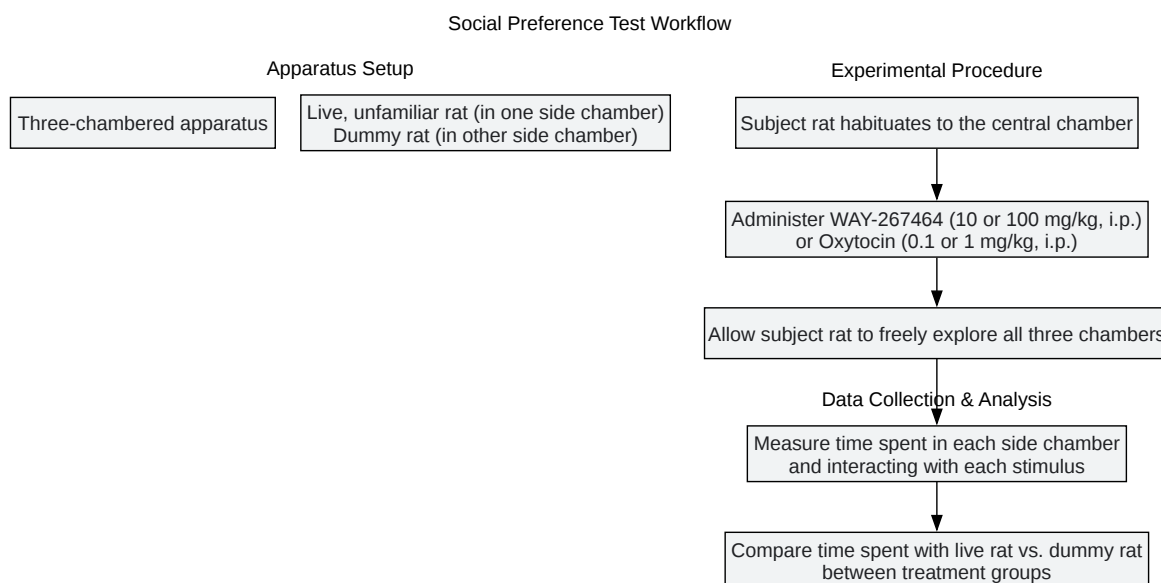 Social Preference Test Workflow
Apparatus Setup
Three-chambered apparatus
Live, unfamiliar rat (in one side chamber)
Dummy rat (in other side chamber)
Experimental Procedure
Subject rat habituates to the central chamber
Administer WAY-267464 (10 or 100 mg/kg, i.p.)
or Oxytocin (0.1 or 1 mg/kg, i.p.)
Allow subject rat to freely explore all three chambers
Data Collection & Analysis
Measure time spent in each side chamber
and interacting with each stimulus
Compare time spent with live rat vs. dummy rat
between treatment groups